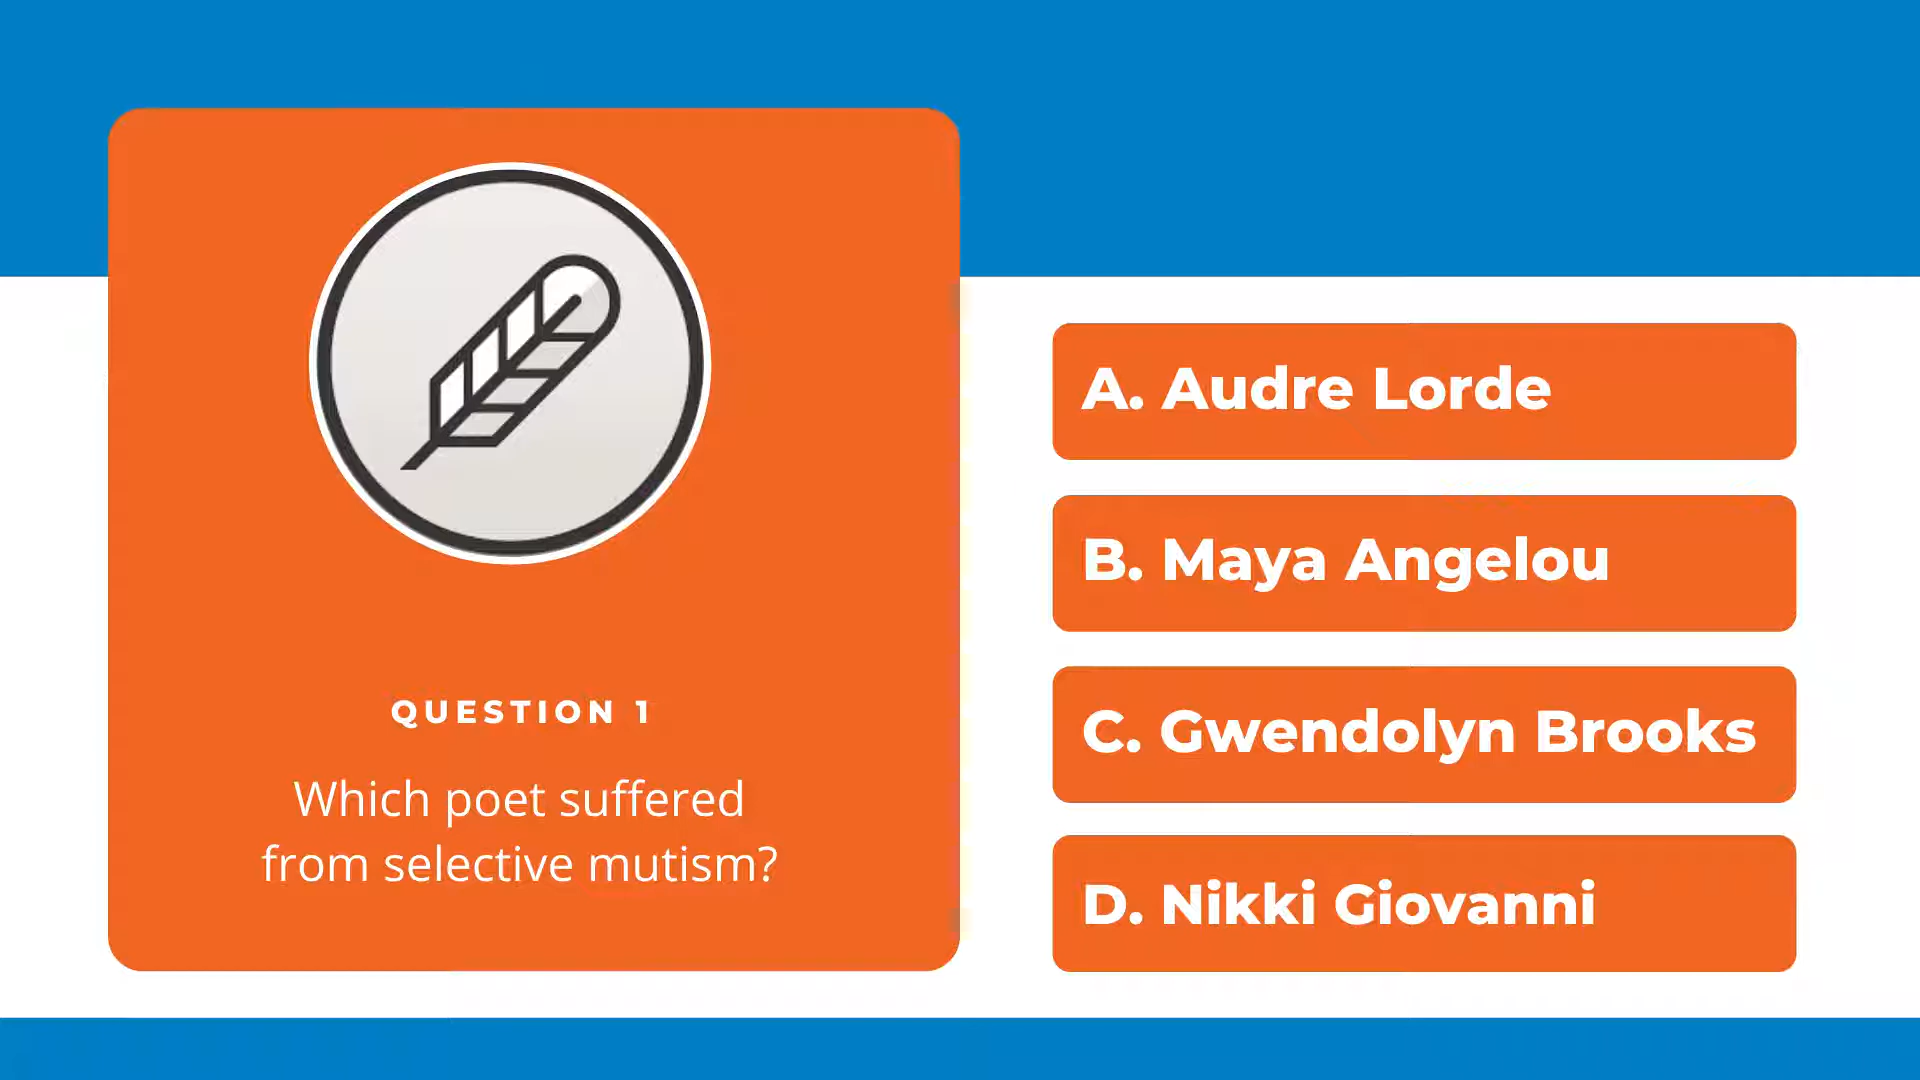 QUESTION 1
Which poet suffered
from selective mutism?
A. Audre Lorde
B. Maya Angelou
C. Gwendolyn Brooks
D. Nikki Giovanni